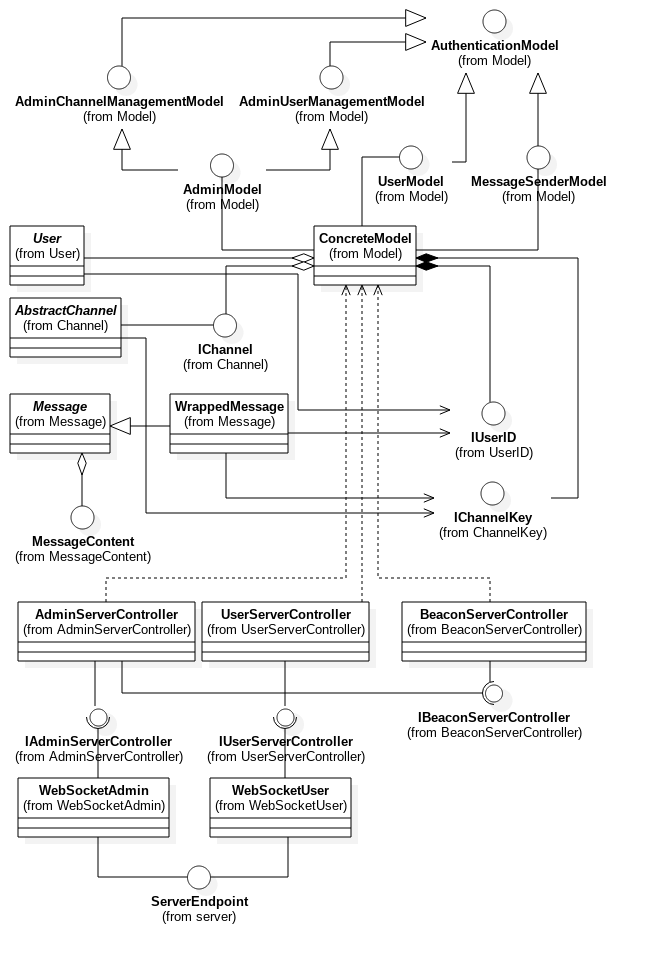 AuthenticationModel
(from Model)
AdminChannelManagementModel
(from Model)
AdminUserManagementModel
(from Model)
AdminModel
(from Model)
UserModel
(from Model)
MessageSenderModel
(from Model)
User
(from User)
ConcreteModel
(from Model)
AbstractChannel
(from Channel)
IChannel
(from Channel)
Message
(from Message)
WrappedMessage
(from Message)
IUserID
(from UserID)
IChannelKey
(from ChannelKey)
MessageContent
(from MessageContent)
AdminServerController
(from AdminServerController)
UserServerController
(from UserServerController)
BeaconServerController
(from BeaconServerController)
IBeaconServerController
(from BeaconServerController)
IAdminServerController
(from AdminServerController)
IUserServerController
(from UserServerController)
WebSocketAdmin
(from WebSocketAdmin)
WebSocketUser
(from WebSocketUser)
ServerEndpoint
(from server)